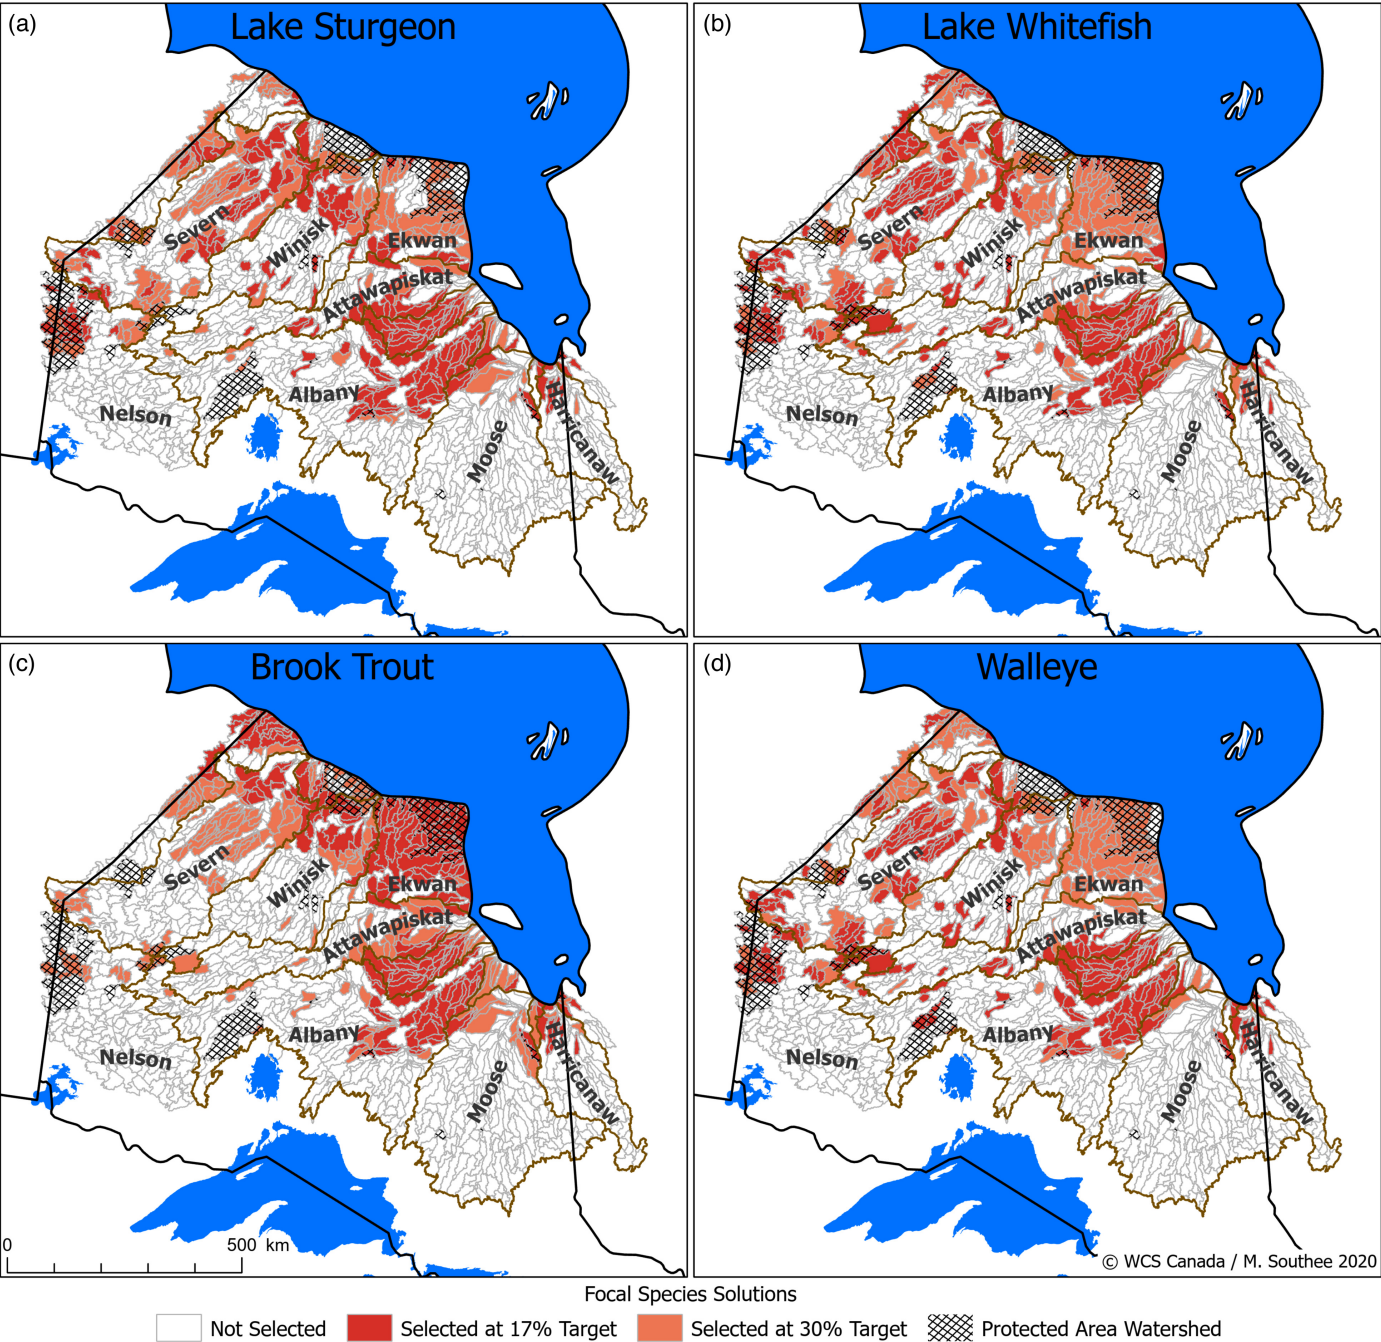 (a)
Lake Sturgeon
Severn
Winisk
Ekwan
Attawapiskat
Albany
Nelson
Moose
Harricanaw
(b)
Lake Whitefish
Severn
Winisk
Ekwan
Attawapiskat
Albany
Nelson
Moose
Harricanaw
(c)
Brook Trout
Severn
Winisk
Ekwan
Attawapiskat
Albany
Nelson
Moose
Harricanaw
0 500 km
(d)
Walleye
Severn
Winisk
Ekwan
Attawapiskat
Albany
Nelson
Moose
Harricanaw
© WCS Canada / M. Southee 2020
Focal Species Solutions
Not Selected Selected at 17% Target Selected at 30% Target Protected Area Watershed